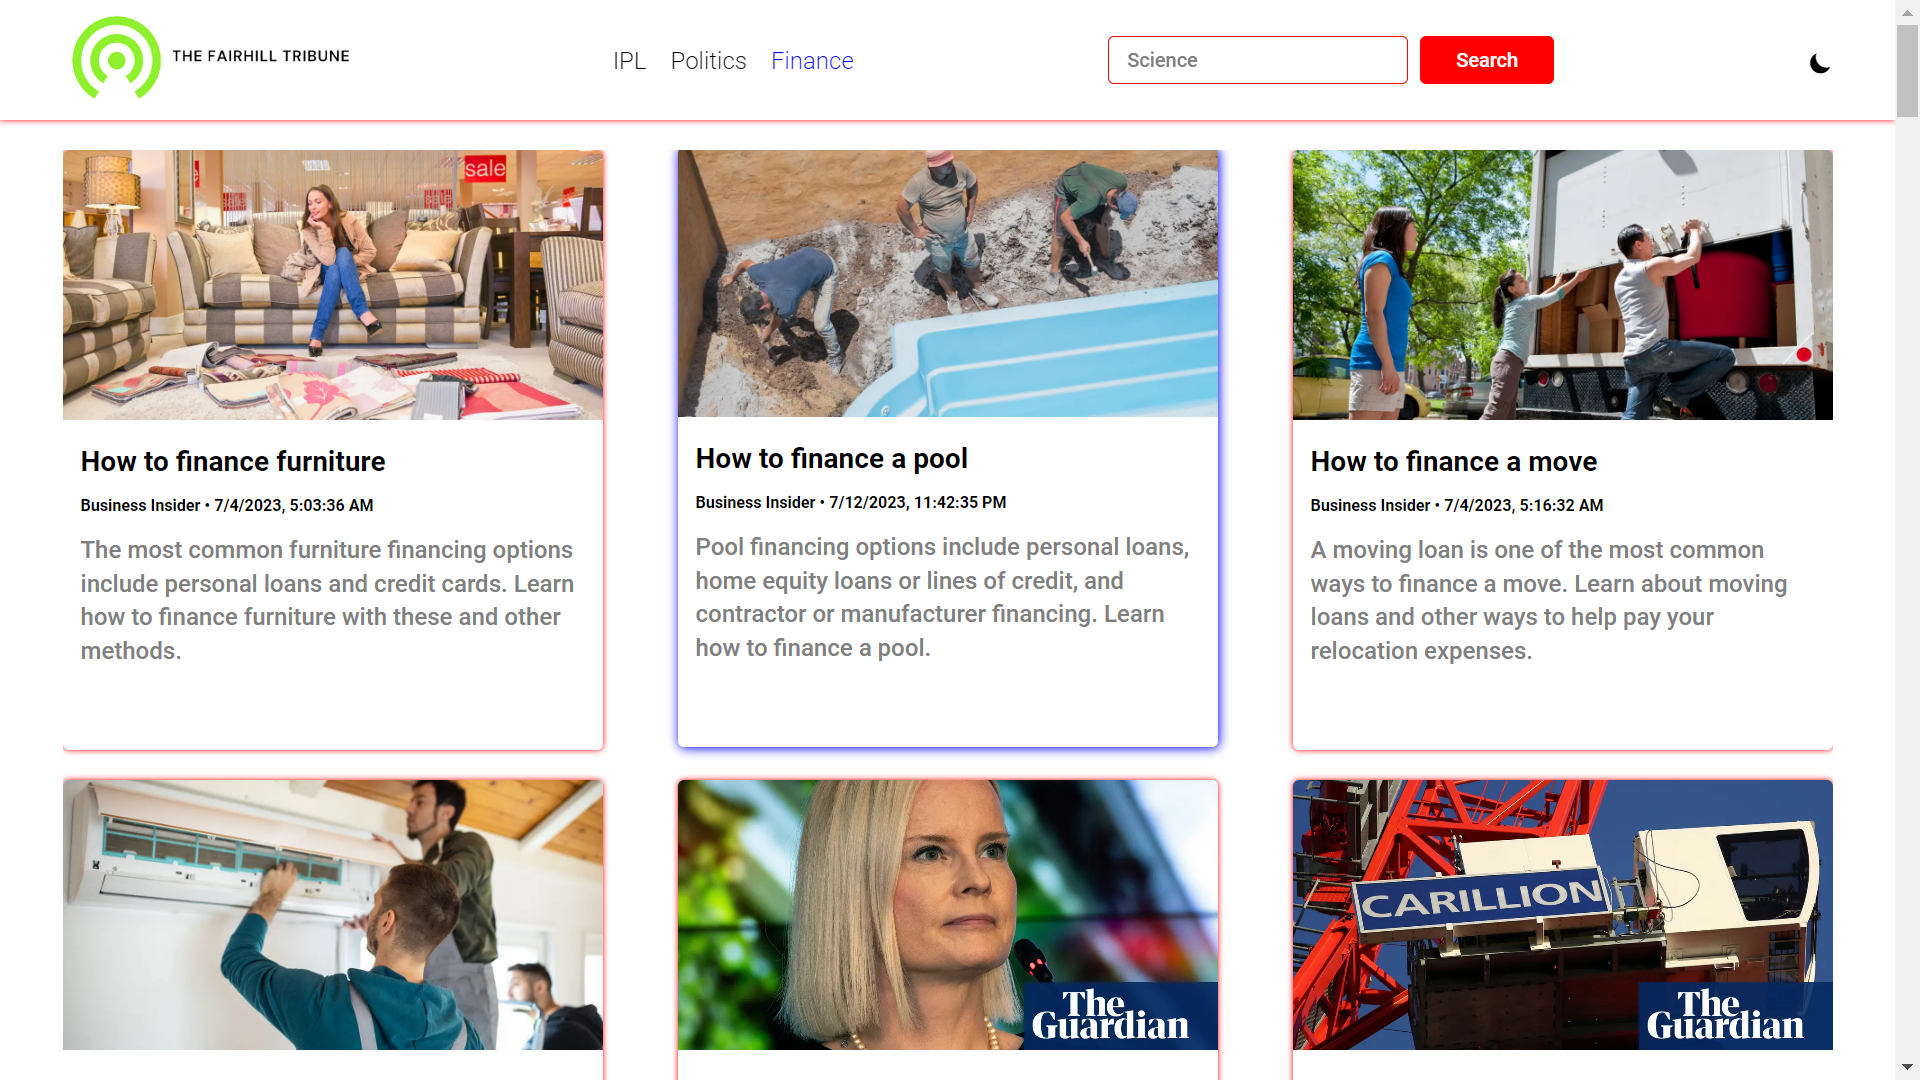 THE FAIRHILL TRIBUNE
IPL Politics Finance
Science
Search
sale
How to finance furniture
Business Insider • 7/4/2023, 5:03:36 AM
The most common furniture financing options
include personal loans and credit cards. Learn
how to finance furniture with these and other
methods.
How to finance a pool
Business Insider • 7/12/2023, 11:42:35 PM
Pool financing options include personal loans,
home equity loans or lines of credit, and
contractor or manufacturer financing. Learn
how to finance a pool.
How to finance a move
Business Insider • 7/4/2023, 5:16:32 AM
A moving loan is one of the most common
ways to finance a move. Learn about moving
loans and other ways to help pay your
relocation expenses.
The
Guardian
CARILLION
The
Guardian